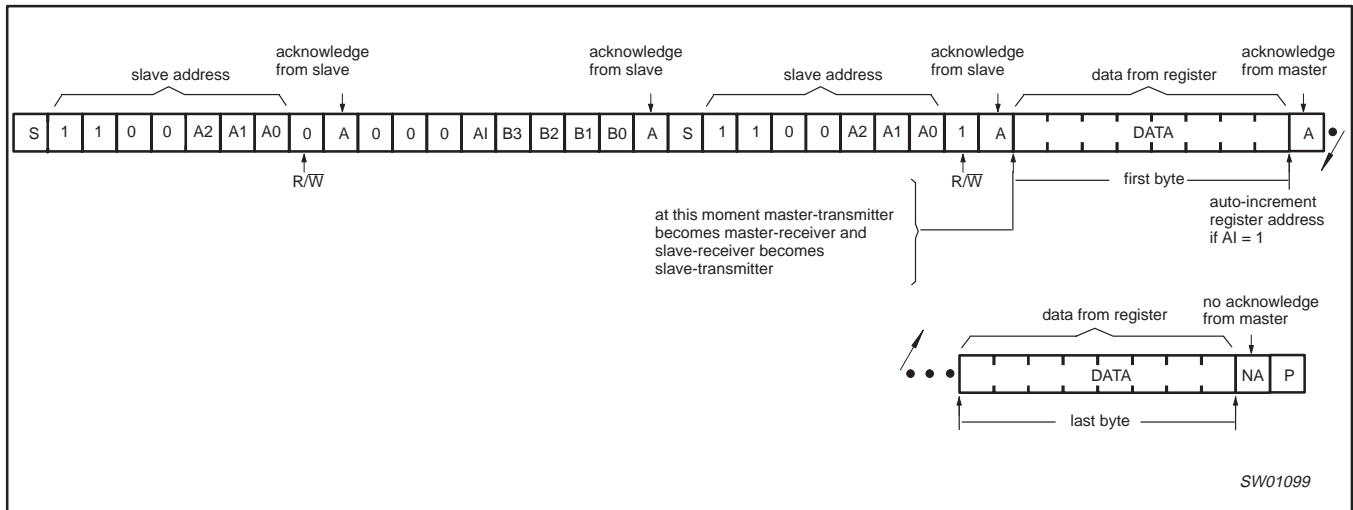 acknowledge from slave
acknowledge from slave
acknowledge from slave
acknowledge from master
slave address
slave address
data from register
S 1 1 0 0 A2 A1 A0 0 A 0 0 0 AI B3 B2 B1 B0 A S 1 1 0 0 A2 A1 A0 1 A DATA A
R/W̅
R/W̅
first byte
at this moment master-transmitter
becomes master-receiver and
slave-receiver becomes
slave-transmitter
auto-increment
register address
if AI = 1
data from register
no acknowledge
from master
DATA NA P
last byte
SW01099